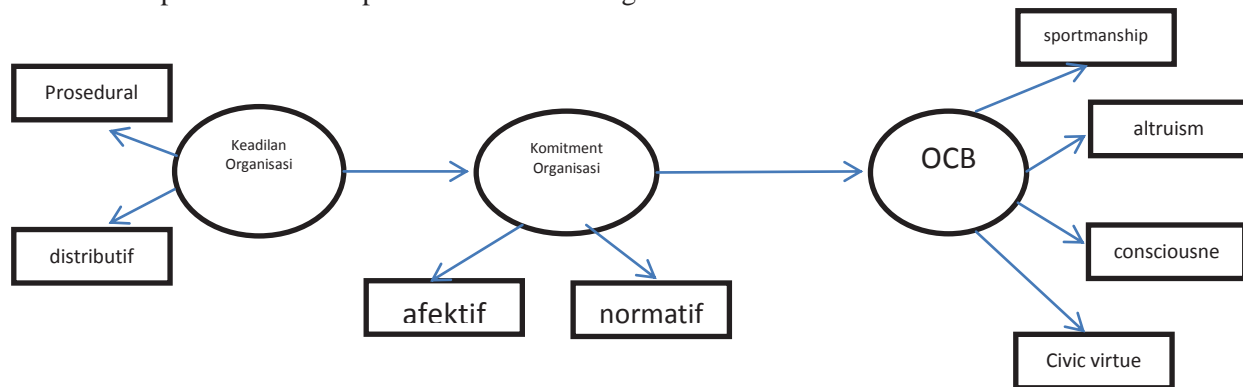 sportmanship
Prosedural
altruism
Keadilan
Organisasi
Komitment
Organisasi
OCB
distributif
consciousne
afektif
normatif
Civic virtue